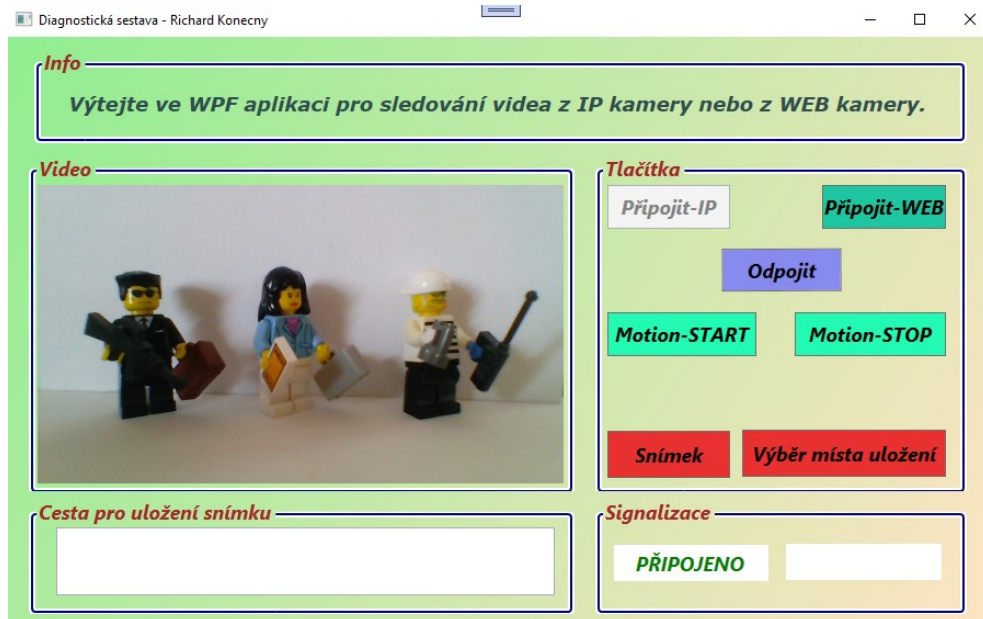 Diagnostická sestava - Richard Konecny
Info
Výtejte ve WPF aplikaci pro sledování videa z IP kamery nebo z WEB kamery.
Video
Tlačítka
Připojit-IP
Připojit-WEB
Odpojit
Motion-START
Motion-STOP
Snímek
Výběr místa uložení
Cesta pro uložení snímku
Signalizace
PŘIPOJENO